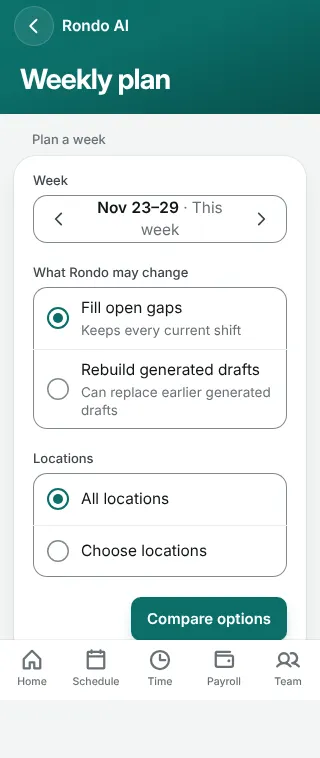 Rondo AI
Weekly plan
Plan a week
Week
Nov 23–29 · This
week
What Rondo may change
Fill open gaps
Keeps every current shift
Rebuild generated drafts
Can replace earlier generated
drafts
Locations
All locations
Choose locations
Compare options
Home
Schedule
Time
Payroll
Team